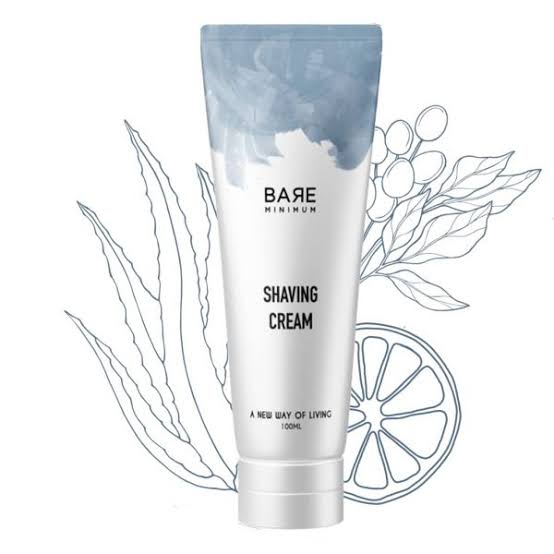 BAЯE
MINIMUM
SHAVING
CREAM
A NEW WAY OF LIVING
100ML